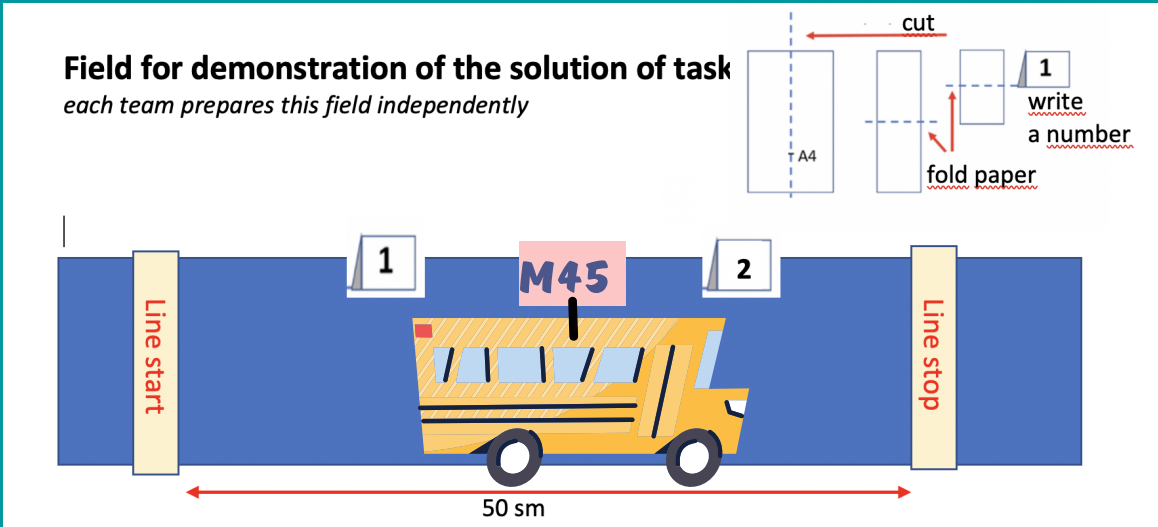 cut
Field for demonstration of the solution of task
each team prepares this field independently
1
write
a number
A4
fold paper
1
M45
2
Line start
Line stop
50 sm